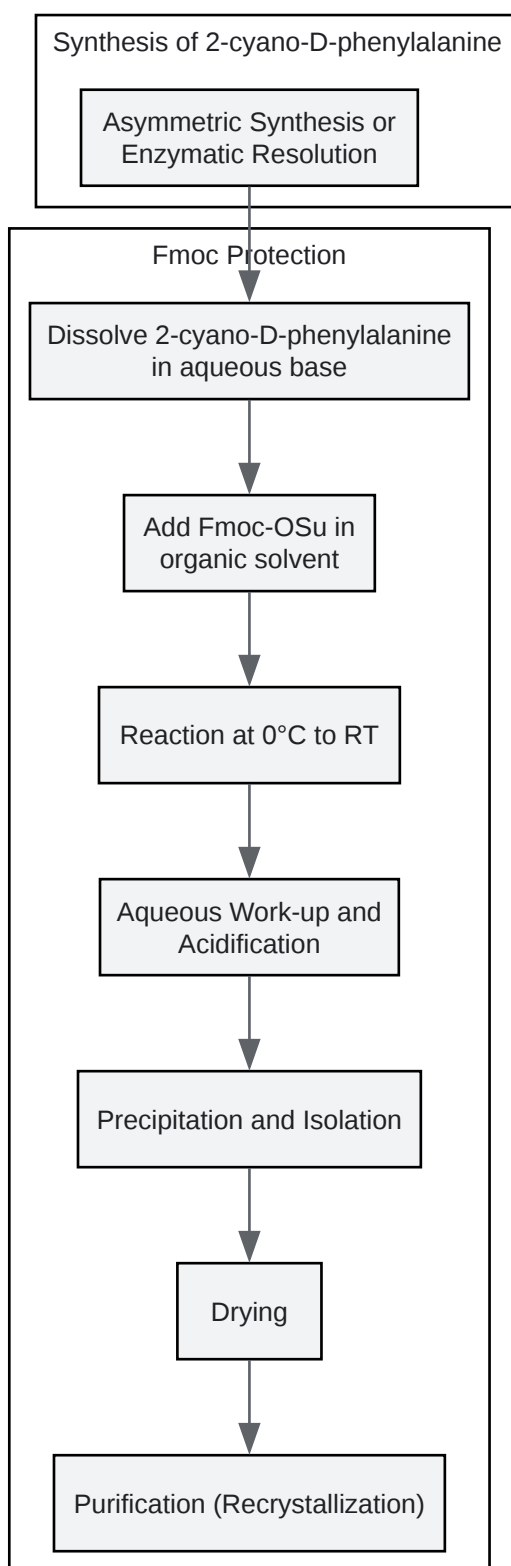 Synthesis of 2-cyano-D-phenylalanine
Asymmetric Synthesis or
Enzymatic Resolution
Fmoc Protection
Dissolve 2-cyano-D-phenylalanine
in aqueous base
Add Fmoc-OSu in
organic solvent
Reaction at 0°C to RT
Aqueous Work-up and
Acidification
Precipitation and Isolation
Drying
Purification (Recrystallization)